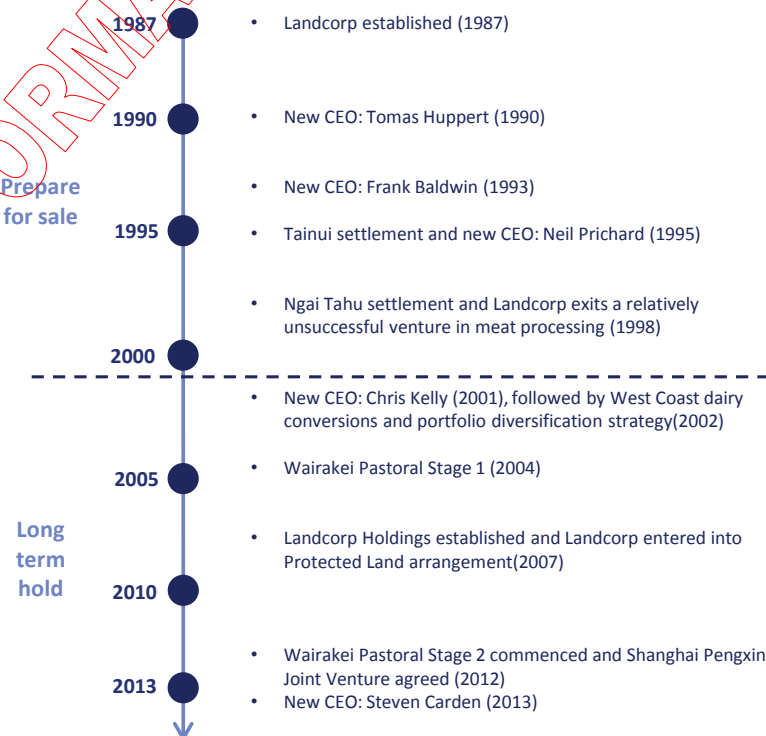 1987
• Landcorp established (1987)
1990
• New CEO: Tomas Huppert (1990)
Prepare
for sale
• New CEO: Frank Baldwin (1993)
1995
• Tainui settlement and new CEO: Neil Prichard (1995)
• Ngai Tahu settlement and Landcorp exits a relatively
unsuccessful venture in meat processing (1998)
2000
• New CEO: Chris Kelly (2001), followed by West Coast dairy
conversions and portfolio diversification strategy(2002)
2005
• Wairakei Pastoral Stage 1 (2004)
Long
term
hold
• Landcorp Holdings established and Landcorp entered into
Protected Land arrangement(2007)
2010
• Wairakei Pastoral Stage 2 commenced and Shanghai Pengxin
Joint Venture agreed (2012)
2013
• New CEO: Steven Carden (2013)
ORMA